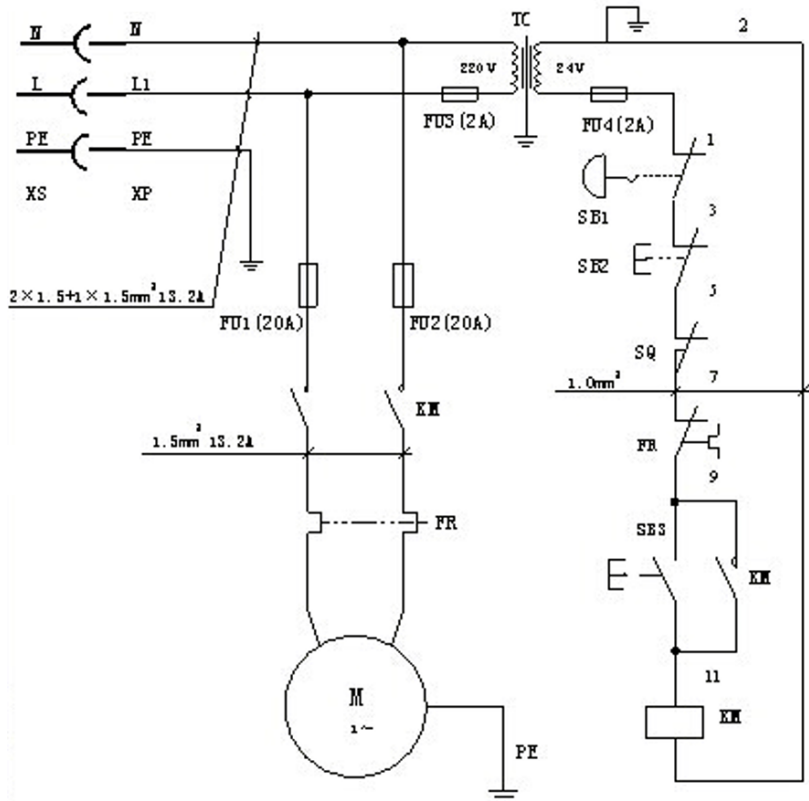 N
N
TC
2
L
L1
220V
24V
FU3(2A)
FU4(2A)
PE
PE
1
XS
XP
SB1
3
SB2
2×1.5+1×1.5mm² 13.2A
5
FU1(20A)
FU2(20A)
SQ
1.0mm²
7
KM
1.5mm² 13.2A
FR
9
FR
SB3
KM
11
M
1~
KM
PE